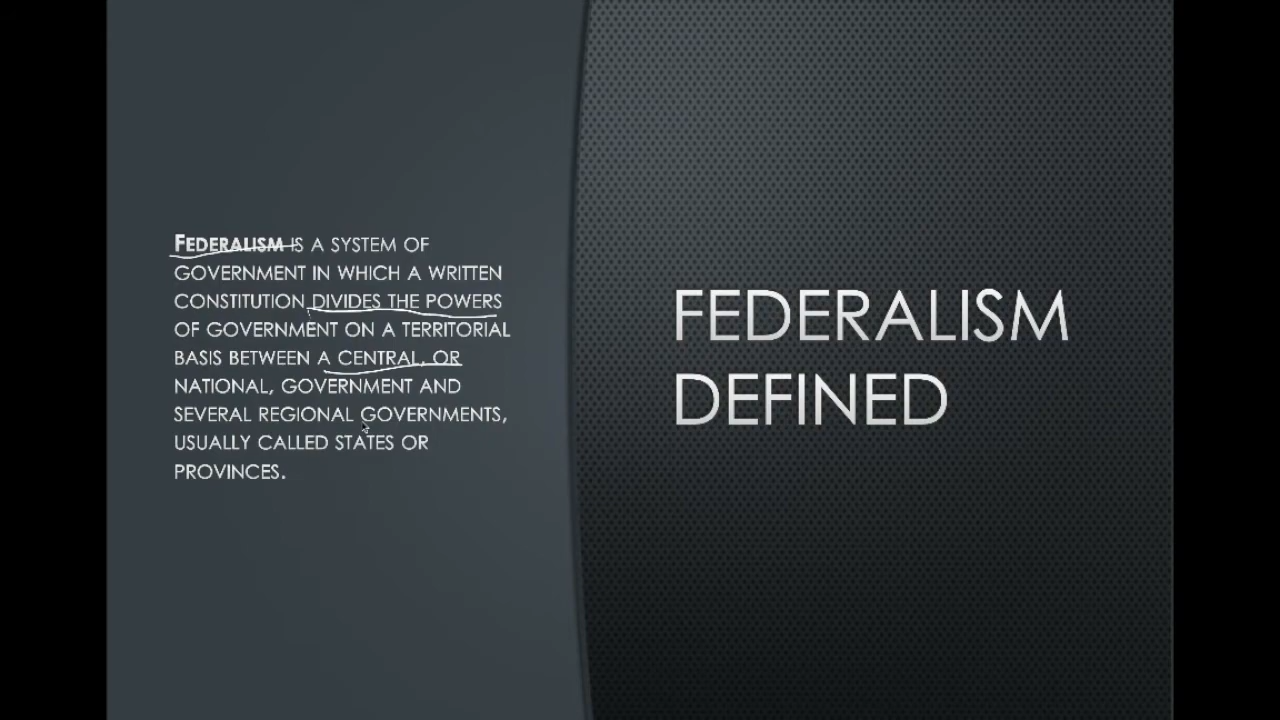 FEDERALISM IS A SYSTEM OF
GOVERNMENT IN WHICH A WRITTEN
CONSTITUTION DIVIDES THE POWERS
OF GOVERNMENT ON A TERRITORIAL
BASIS BETWEEN A CENTRAL, OR
NATIONAL, GOVERNMENT AND
SEVERAL REGIONAL GOVERNMENTS,
USUALLY CALLED STATES OR
PROVINCES.
FEDERALISM
DEFINED